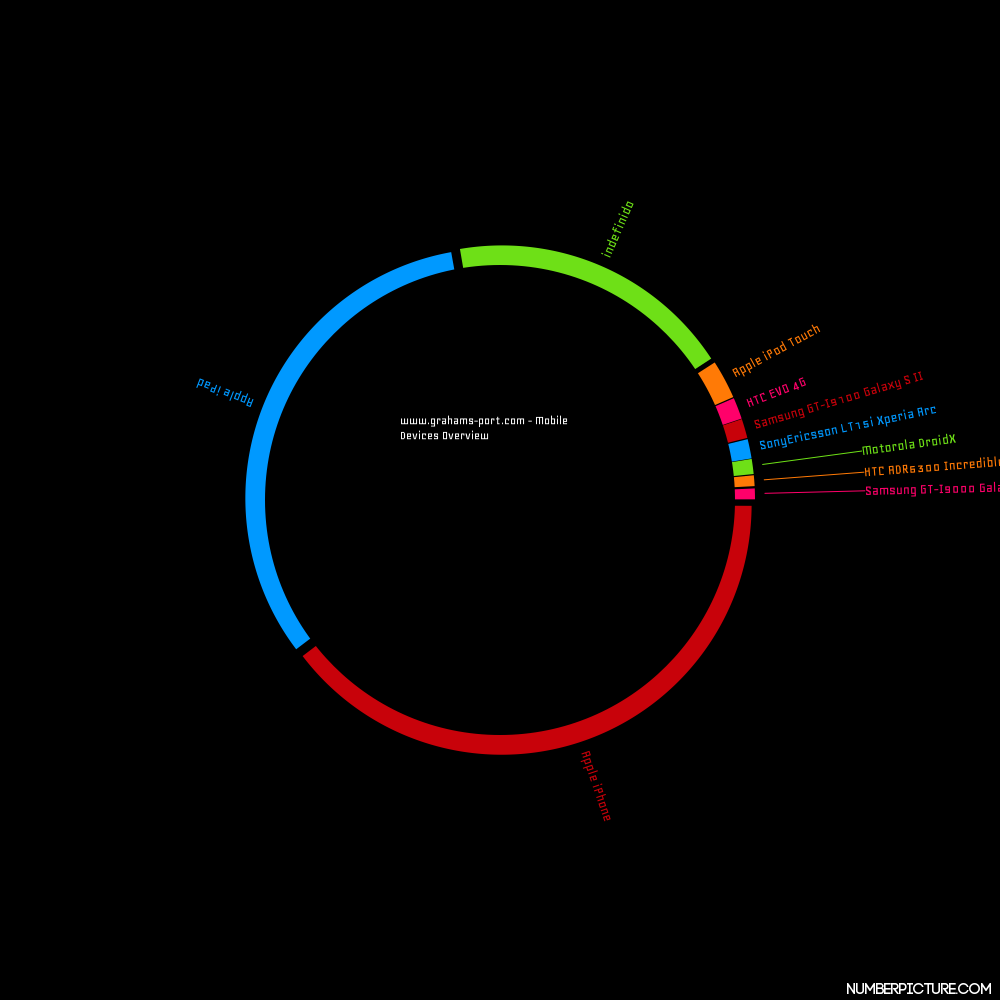 indefinido
Apple iPod Touch
HTC EVO 4G
Samsung GT-I9100 Galaxy S II
Apple iPad
SonyEricsson LT15i Xperia Arc
www.grahams-port.com - Mobile
Devices Overview
Motorola DroidX
HTC ADR6300 Incredible
Samsung GT-I9000
Apple iPhone
NUMBERPICTURE.COM